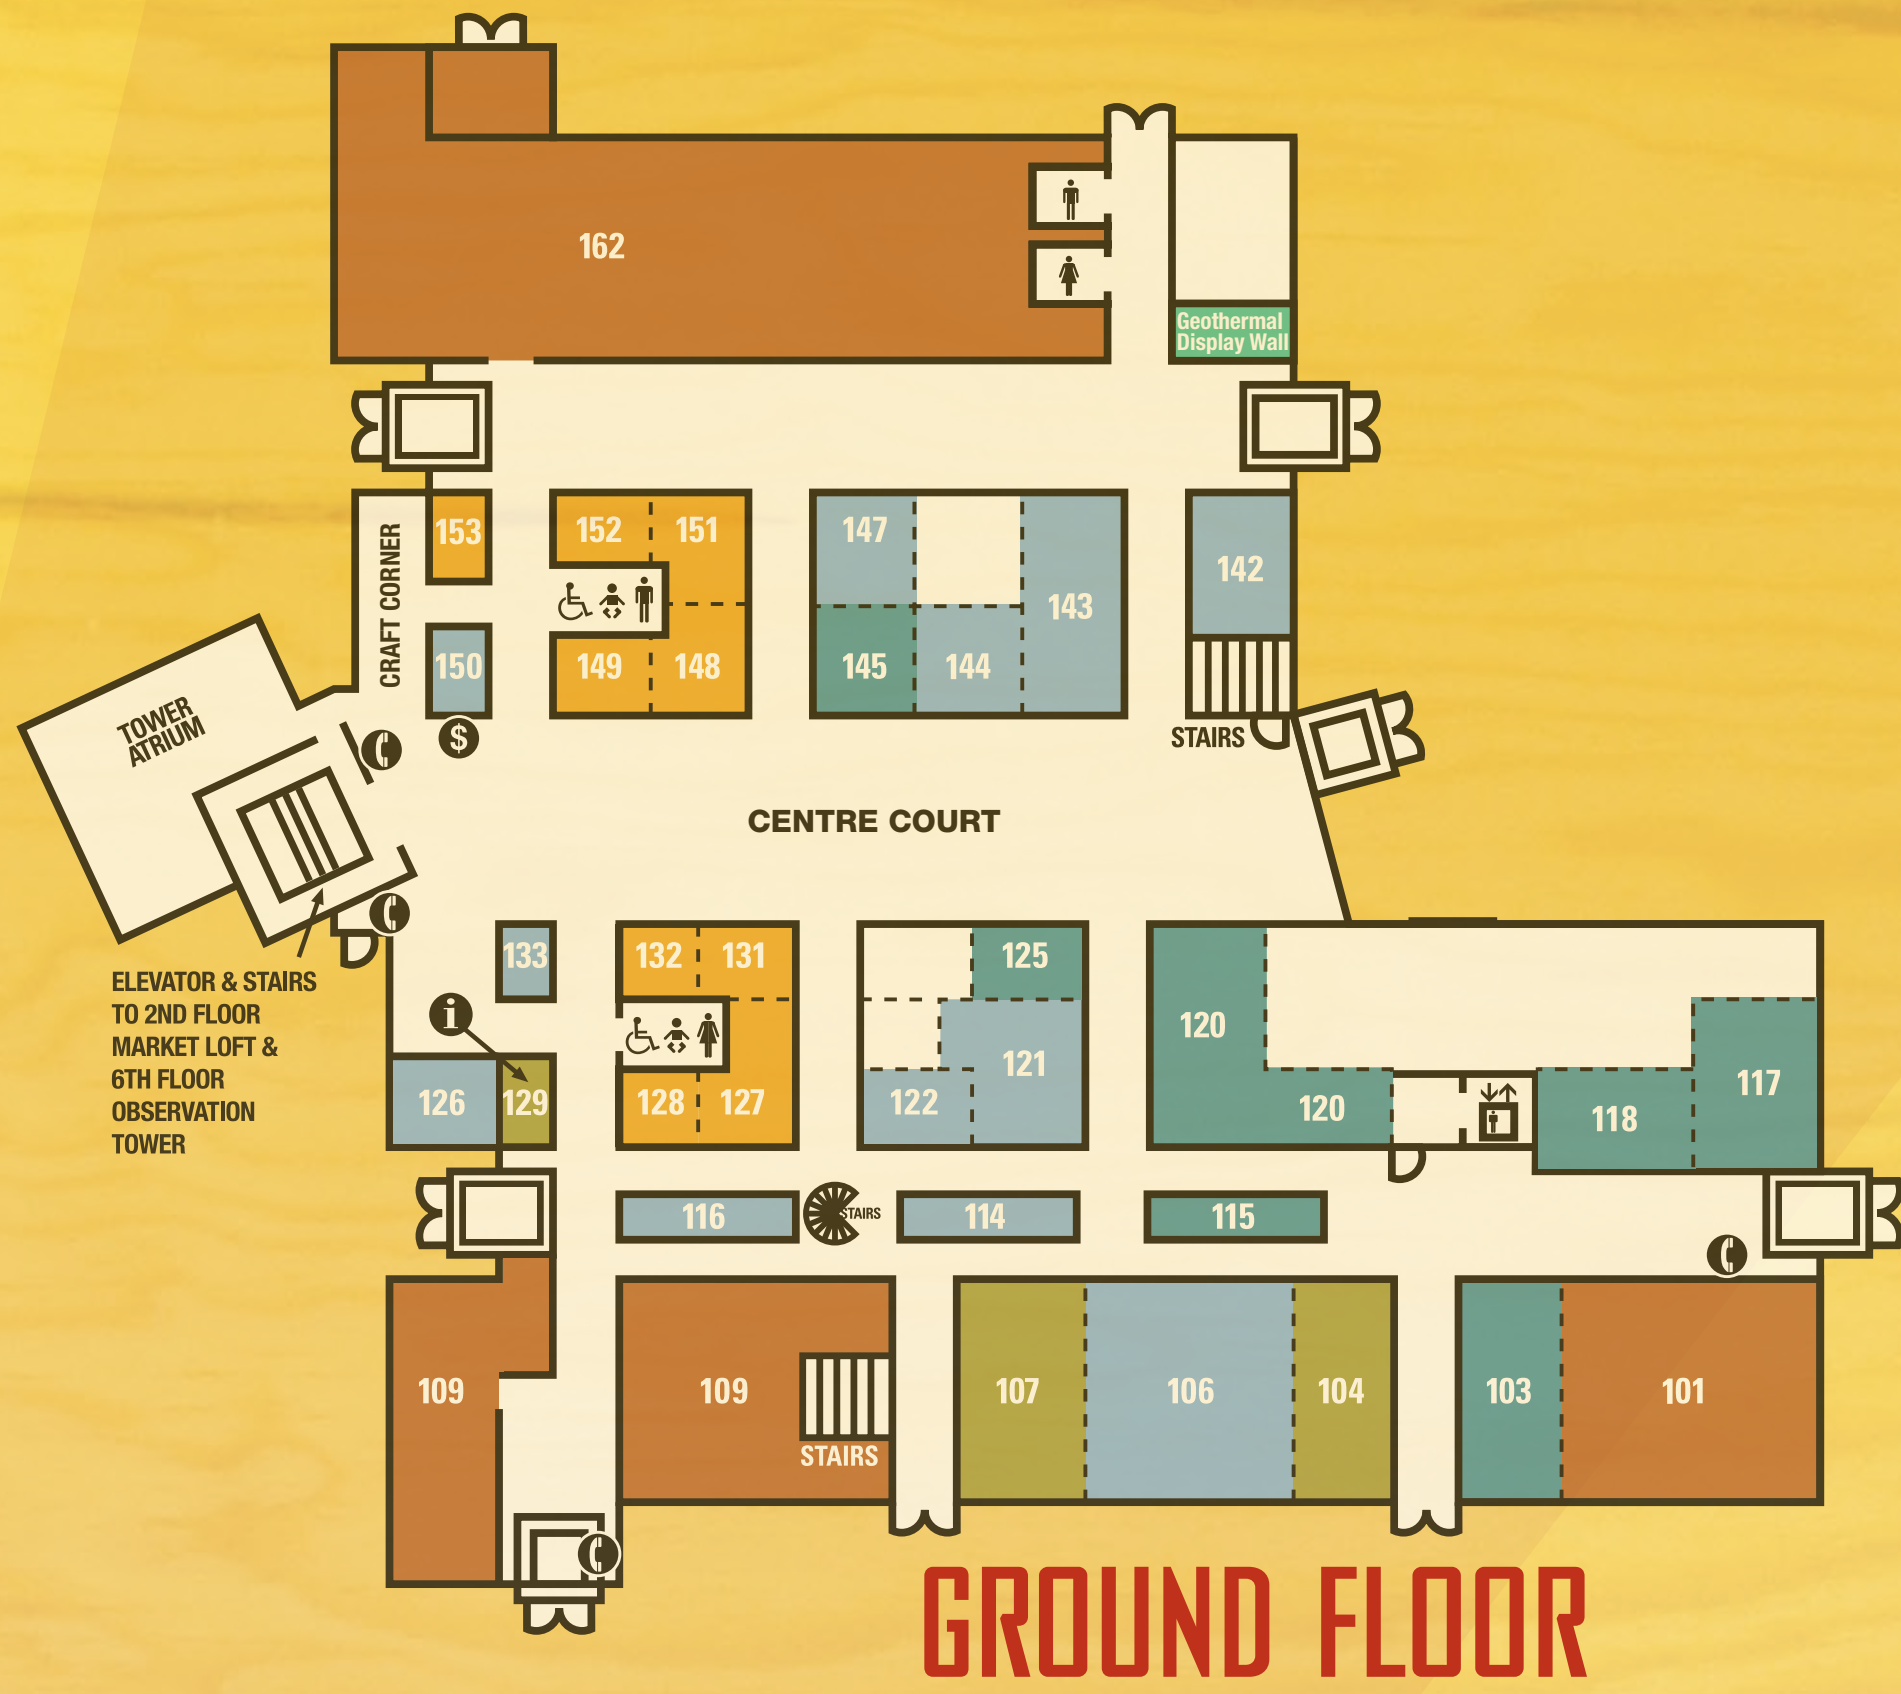 162
Geothermal
Display Wall
153
152
151
147
142
143
CRAFT CORNER
150
149
148
145
144
TOWER
ATRIUM
$
STAIRS
CENTRE COURT
133
132
131
125
ELEVATOR & STAIRS
TO 2ND FLOOR
MARKET LOFT &
6TH FLOOR
OBSERVATION
TOWER
i
120
121
117
126
129
128
127
122
120
118
116
STAIRS
114
115
109
109
STAIRS
107
106
104
103
101
GROUND FLOOR